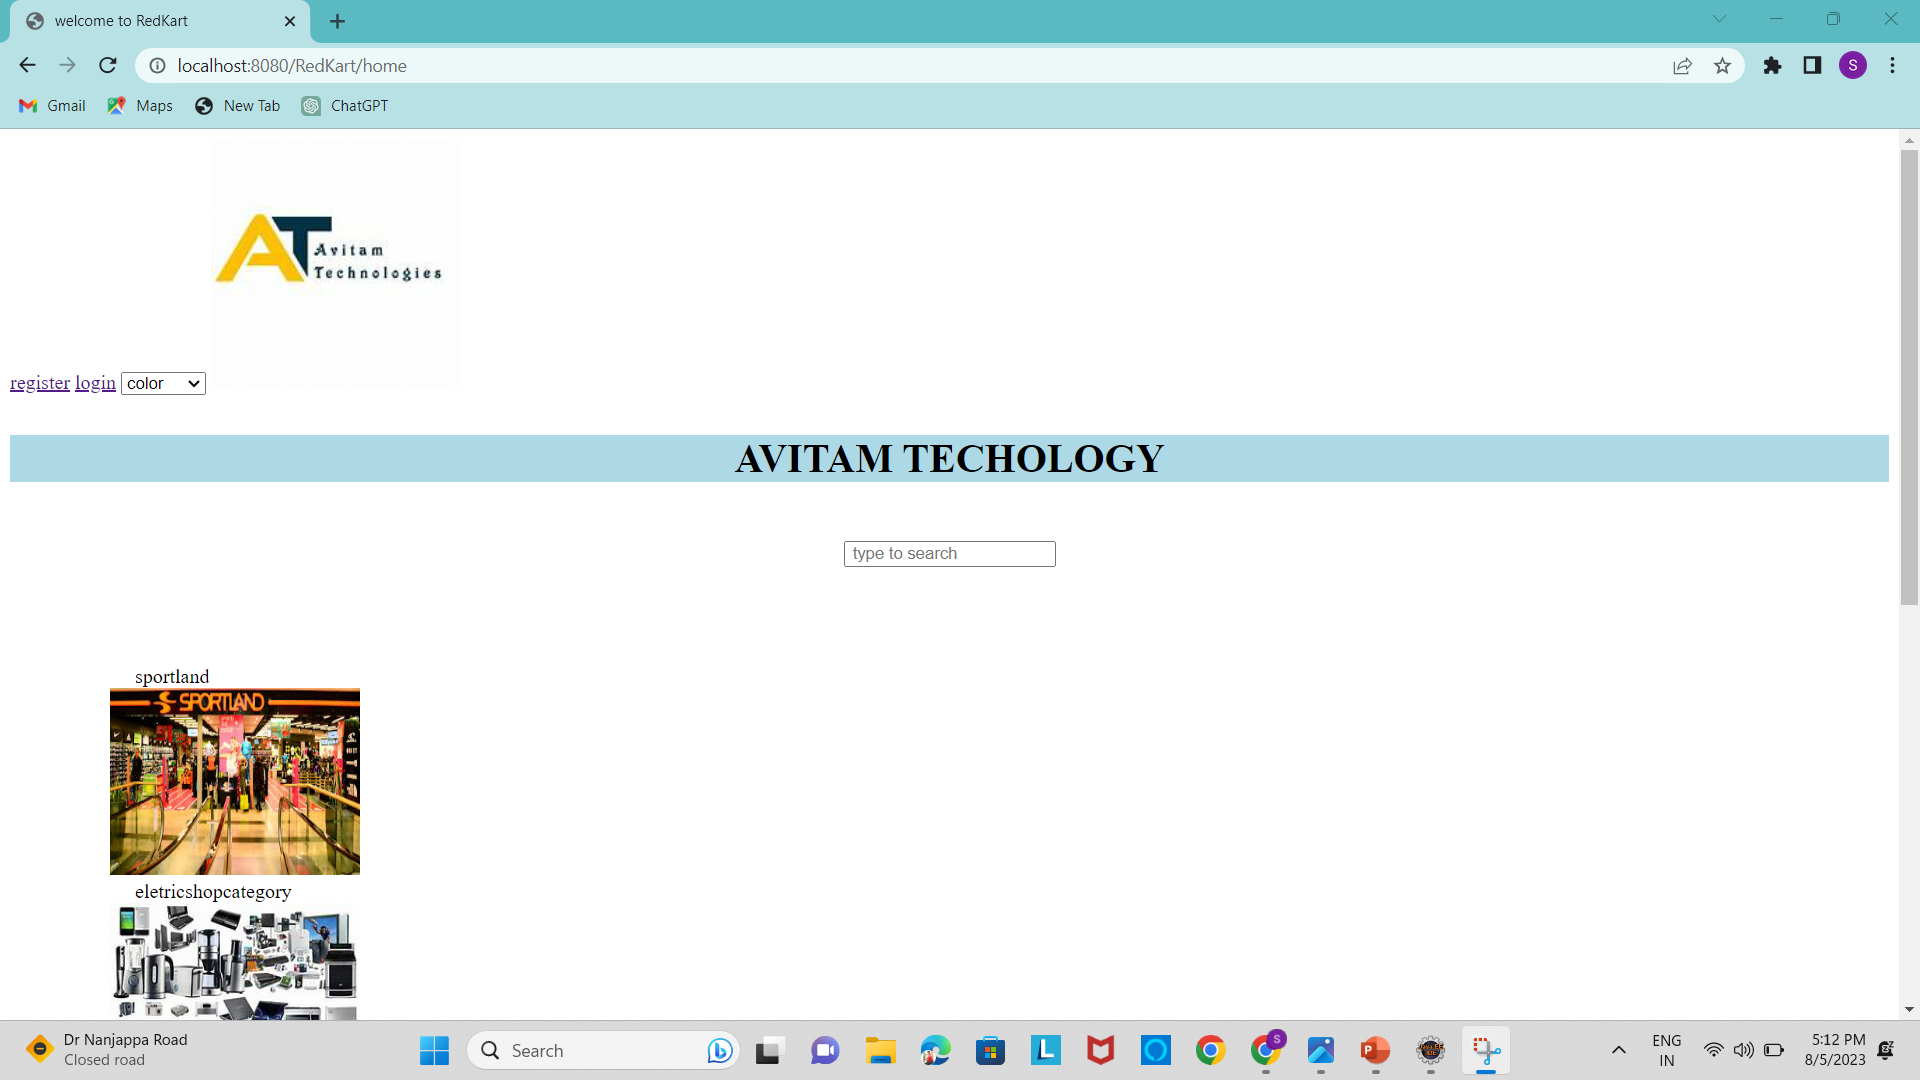 welcome to RedKart
localhost:8080/RedKart/home
S
Gmail
Maps
New Tab
ChatGPT
AT
Avitam
Technologies
register login color
AVITAM TECHOLOGY
type to search
sportland
SPORTLAND
eletricshopcategory
Dr Nanjappa Road
Closed road
Search
ENG
IN
5:12 PM
8/5/2023